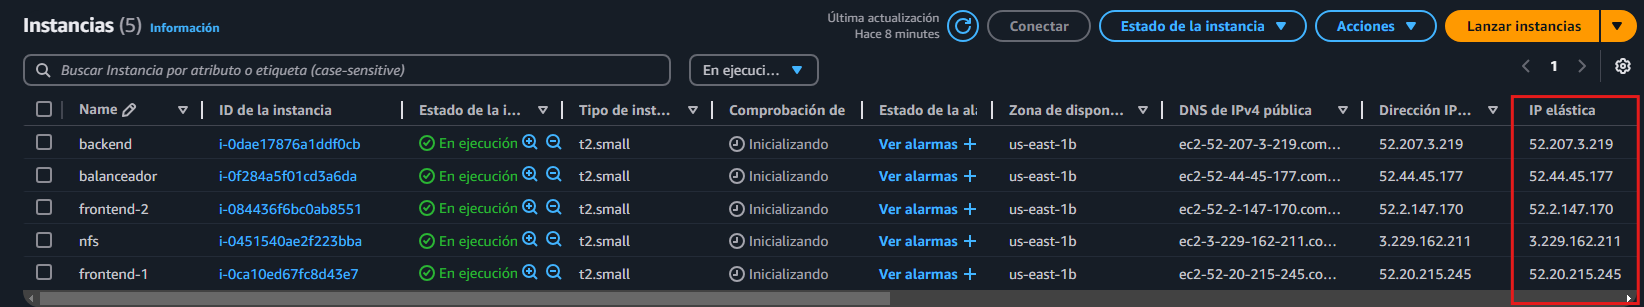 Instancias (5) Información
Última actualización
Hace 8 minutes
Conectar
Estado de la instancia
Acciones
Lanzar instancias
Buscar Instancia por atributo o etiqueta (case-sensitive)
En ejecuci...
1
Name ID de la instancia Estado de la i... Tipo de inst... Comprobación de Estado de la ala Zona de dispon... DNS de IPv4 pública Dirección IP... IP elástica
backend i-0dae17876a1ddf0cb En ejecución t2.small Inicializando Ver alarmas + us-east-1b ec2-52-207-3-219.com... 52.207.3.219 52.207.3.219
balanceador i-0f284a5f01cd3a6da En ejecución t2.small Inicializando Ver alarmas + us-east-1b ec2-52-44-45-177.com... 52.44.45.177 52.44.45.177
frontend-2 i-084436f6bc0ab8551 En ejecución t2.small Inicializando Ver alarmas + us-east-1b ec2-52-2-147-170.com... 52.2.147.170 52.2.147.170
nfs i-0451540ae2f223bba En ejecución t2.small Inicializando Ver alarmas + us-east-1b ec2-3-229-162-211.co... 3.229.162.211 3.229.162.211
frontend-1 i-0ca10ed67fc8d43e7 En ejecución t2.small Inicializando Ver alarmas + us-east-1b ec2-52-20-215-245.com... 52.20.215.245 52.20.215.245